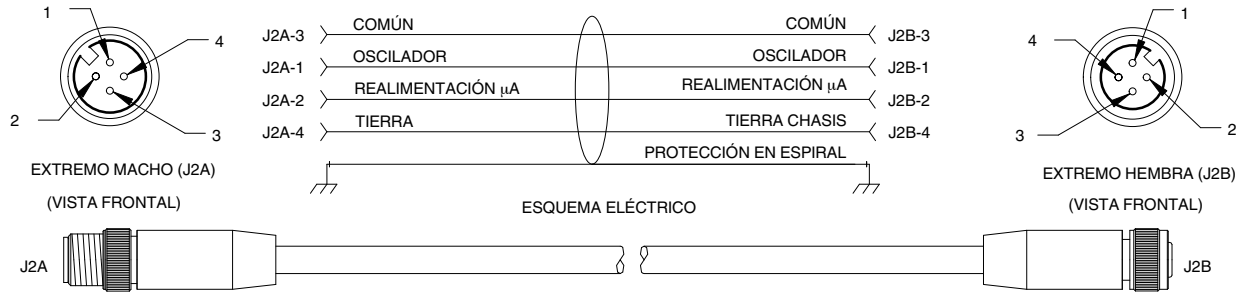 1
4
2
3
EXTREMO MACHO (J2A)
(VISTA FRONTAL)
J2A-3 COMÚN COMÚN J2B-3
J2A-1 OSCILADOR OSCILADOR J2B-1
J2A-2 REALIMENTACIÓN µA REALIMENTACIÓN µA J2B-2
J2A-4 TIERRA TIERRA CHASIS J2B-4
PROTECCIÓN EN ESPIRAL
ESQUEMA ELÉCTRICO
1
4
2
3
EXTREMO HEMBRA (J2B)
(VISTA FRONTAL)
J2A
J2B